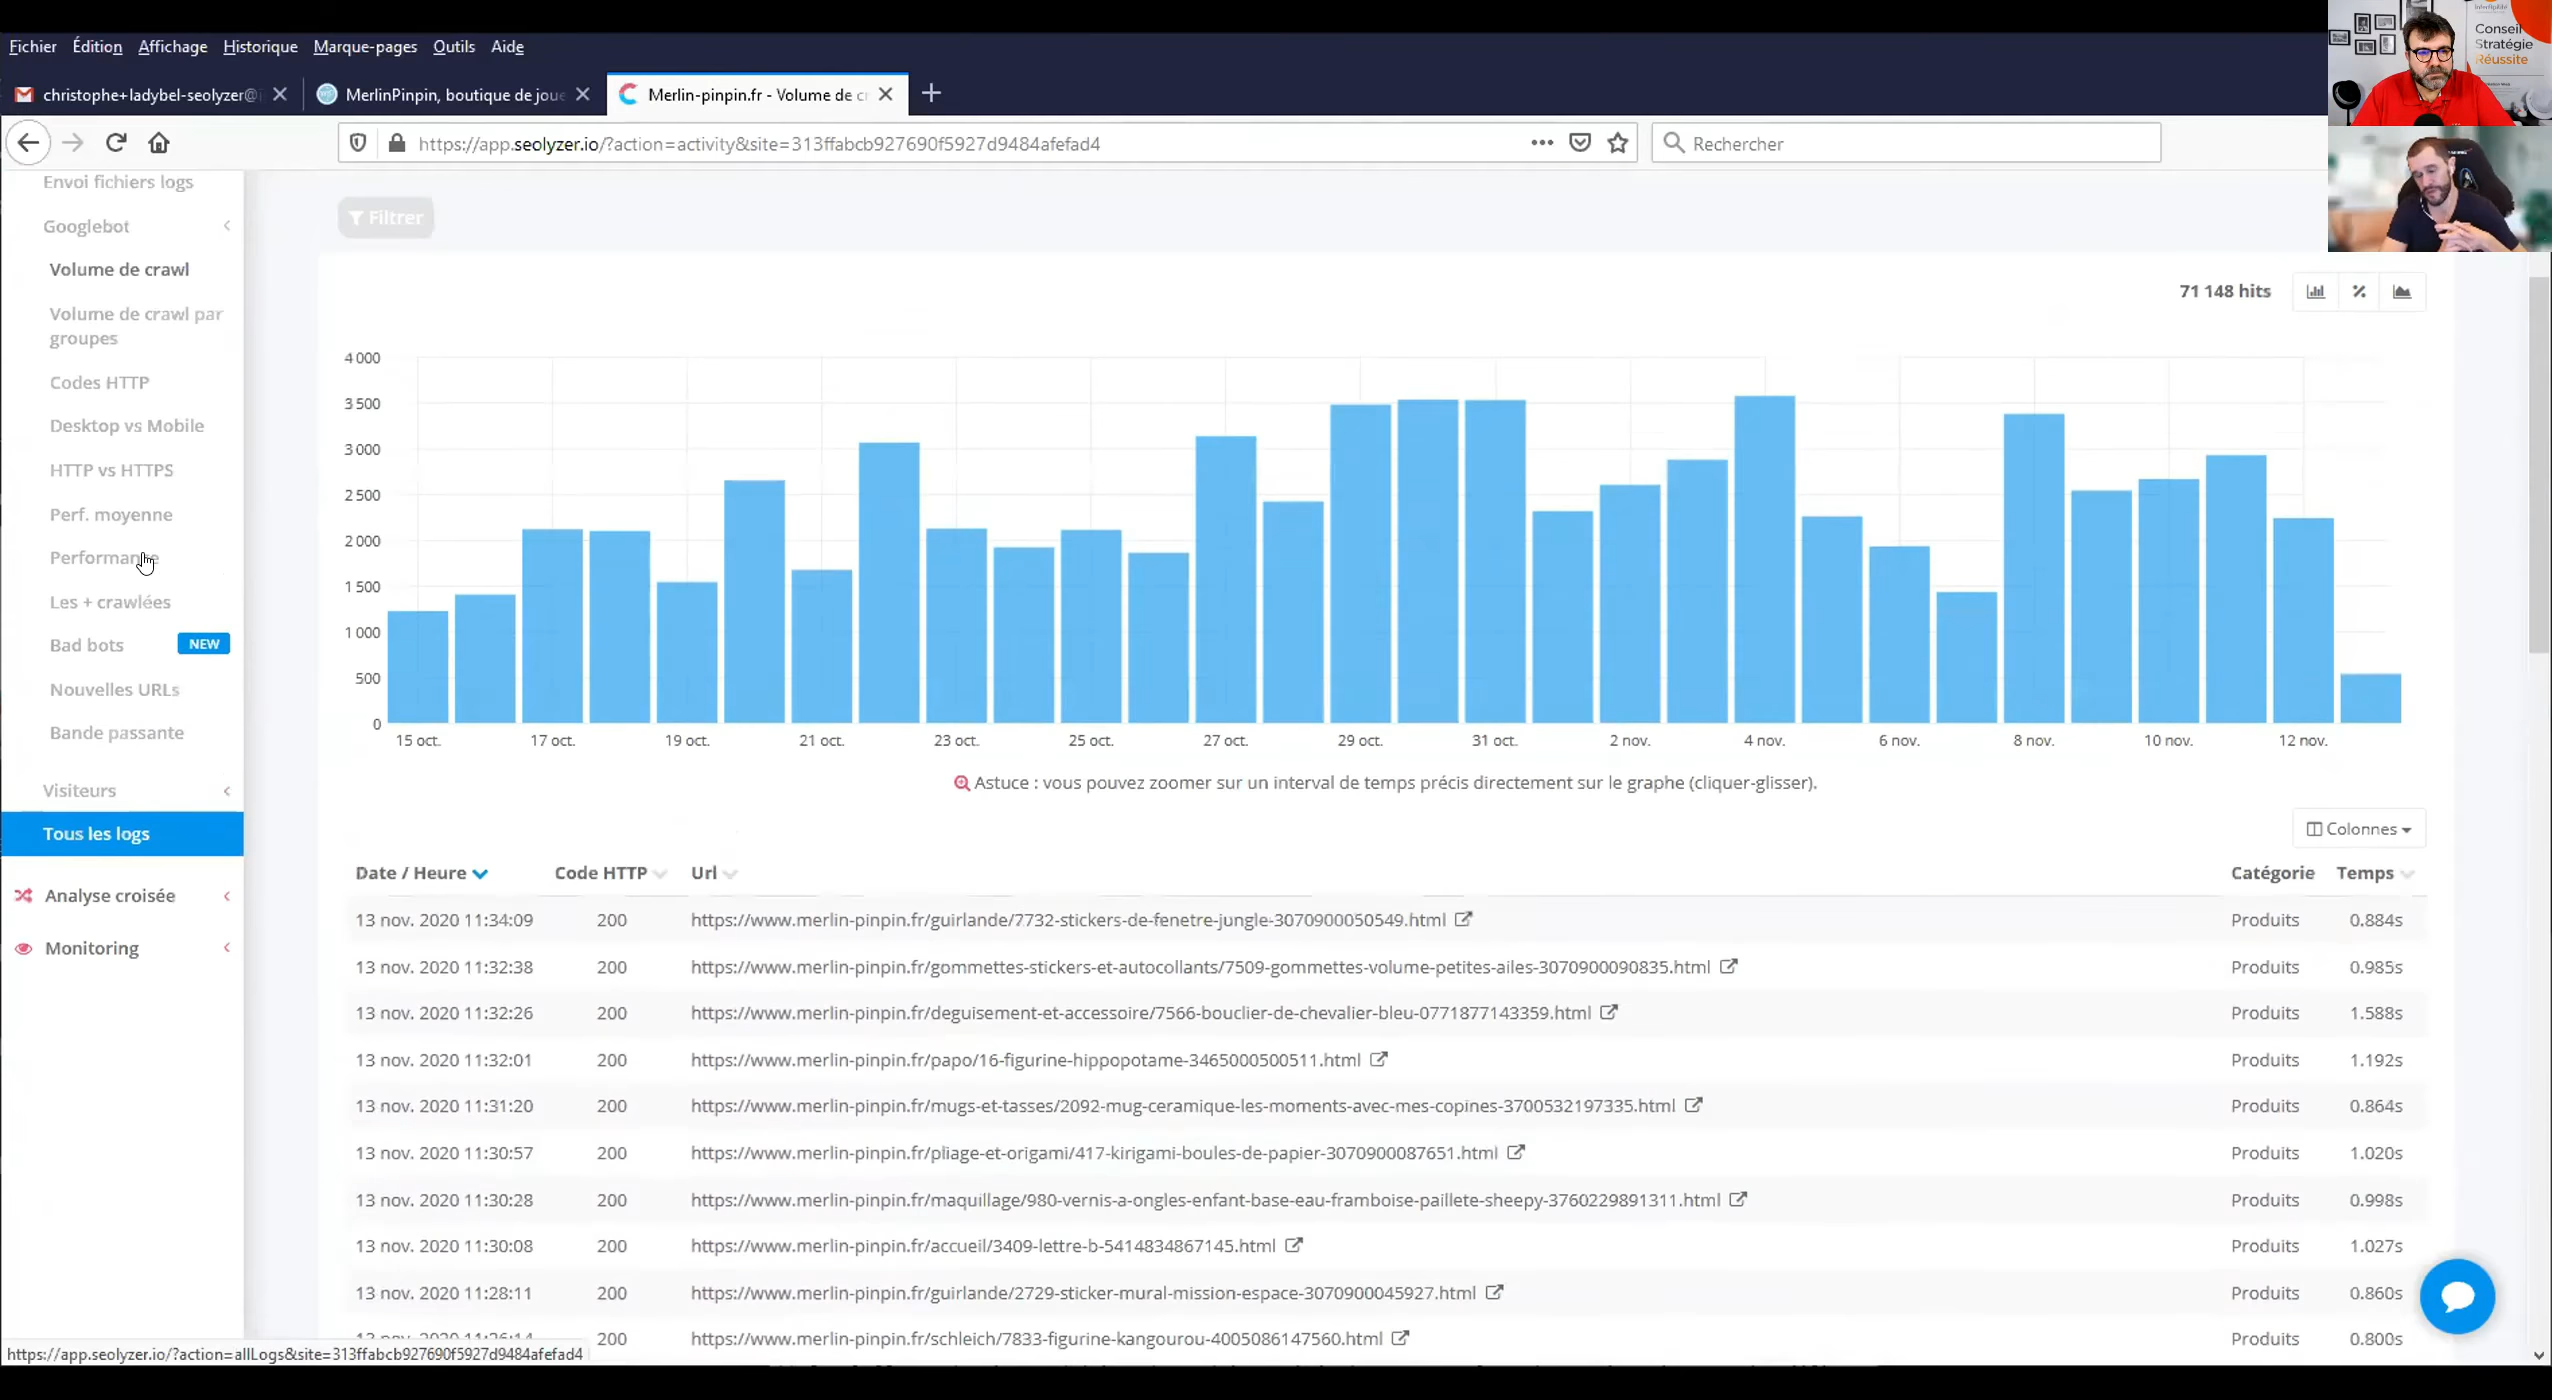 Fichier Édition Affichage Historique Marque-pages Outils Aide
christophe+ladybel-seolyzer@
MerlinPinpin, boutique de joue
Merlin-pinpin.fr - Volume de cr
https://app.seolyzer.io/?action=activity&site=313ffabcb927690f5927d9484afefad4
Rechercher
Conseil
Stratégie
Réussite
Envoi fichiers logs
Googlebot
Volume de crawl
Volume de crawl par
groupes
Codes HTTP
Desktop vs Mobile
HTTP vs HTTPS
Perf. moyenne
Performance
Les + crawlées
Bad bots NEW
Nouvelles URLs
Bande passante
Visiteurs
Tous les logs
Analyse croisée
Monitoring
Filtrer
71 148 hits
4 000
3 500
3 000
2 500
2 000
1 500
1 000
500
0
15 oct. 17 oct. 19 oct. 21 oct. 23 oct. 25 oct. 27 oct. 29 oct. 31 oct. 2 nov. 4 nov. 6 nov. 8 nov. 10 nov. 12 nov.
Astuce : vous pouvez zoomer sur un interval de temps précis directement sur le graphe (cliquer-glisser).
Colonnes
Date / Heure Code HTTP Url Catégorie Temps
13 nov. 2020 11:34:09 200 https://www.merlin-pinpin.fr/guirlande/7732-stickers-de-fenetre-jungle-3070900050549.html Produits 0.884s
13 nov. 2020 11:32:38 200 https://www.merlin-pinpin.fr/gommettes-stickers-et-autocollants/7509-gommettes-volume-petites-ailes-3070900090835.html Produits 0.985s
13 nov. 2020 11:32:26 200 https://www.merlin-pinpin.fr/deguisement-et-accessoire/7566-bouclier-de-chevalier-bleu-0771877143359.html Produits 1.588s
13 nov. 2020 11:32:01 200 https://www.merlin-pinpin.fr/papo/16-figurine-hippopotame-3465000500511.html Produits 1.192s
13 nov. 2020 11:31:20 200 https://www.merlin-pinpin.fr/mugs-et-tasses/2092-mug-ceramique-les-moments-avec-mes-copines-3700532197335.html Produits 0.864s
13 nov. 2020 11:30:57 200 https://www.merlin-pinpin.fr/pliage-et-origami/417-kirigami-boules-de-papier-3070900087651.html Produits 1.020s
13 nov. 2020 11:30:28 200 https://www.merlin-pinpin.fr/maquillage/980-vernis-a-ongles-enfant-base-eau-framboise-paillete-sheepy-3760229891311.html Produits 0.998s
13 nov. 2020 11:30:08 200 https://www.merlin-pinpin.fr/accueil/3409-lettre-b-5414834867145.html Produits 1.027s
13 nov. 2020 11:28:11 200 https://www.merlin-pinpin.fr/guirlande/2729-sticker-mural-mission-espace-3070900045927.html Produits 0.860s
13 nov. 2020 11:26:14 200 https://www.merlin-pinpin.fr/schleich/7833-figurine-kangourou-4005086147560.html Produits 0.800s
https://app.seolyzer.io/?action=allLogs&site=313ffabcb927690f5927d9484afefad4